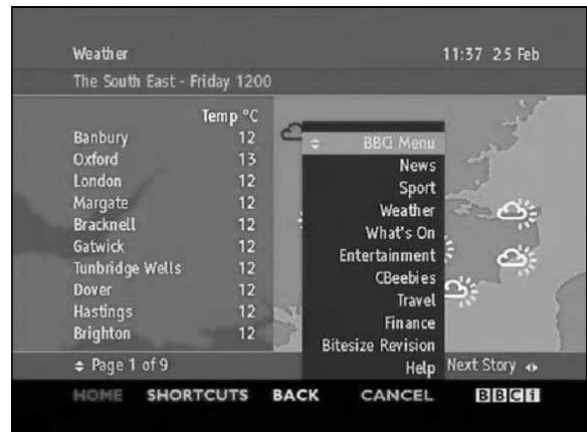 Weather 11:37 25 Feb
The South East - Friday 1200
Temp °C
Banbury 12
Oxford 13
London 12
Margate 12
Bracknell 12
Gatwick 12
Tunbridge Wells 12
Dover 12
Hastings 12
Brighton 12
BBCi Menu
News
Sport
Weather
What's On
Entertainment
CBeebies
Travel
Finance
Bitesize Revision
Help
Page 1 of 9 Next Story
HOME SHORTCUTS BACK CANCEL BBCi